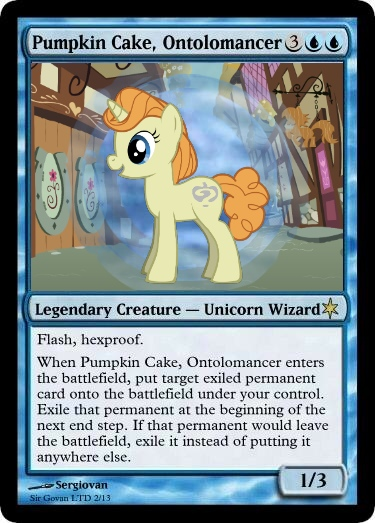 Pumpkin Cake, Ontolomancer 3
Legendary Creature — Unicorn Wizard
Flash, hexproof.
When Pumpkin Cake, Ontolomancer enters
the battlefield, put target exiled permanent
card onto the battlefield under your control.
Exile that permanent at the beginning of the
next end step. If that permanent would leave
the battlefield, exile it instead of putting it
anywhere else.
1/3
Sergiovan
Sir Govan LTD 2/13